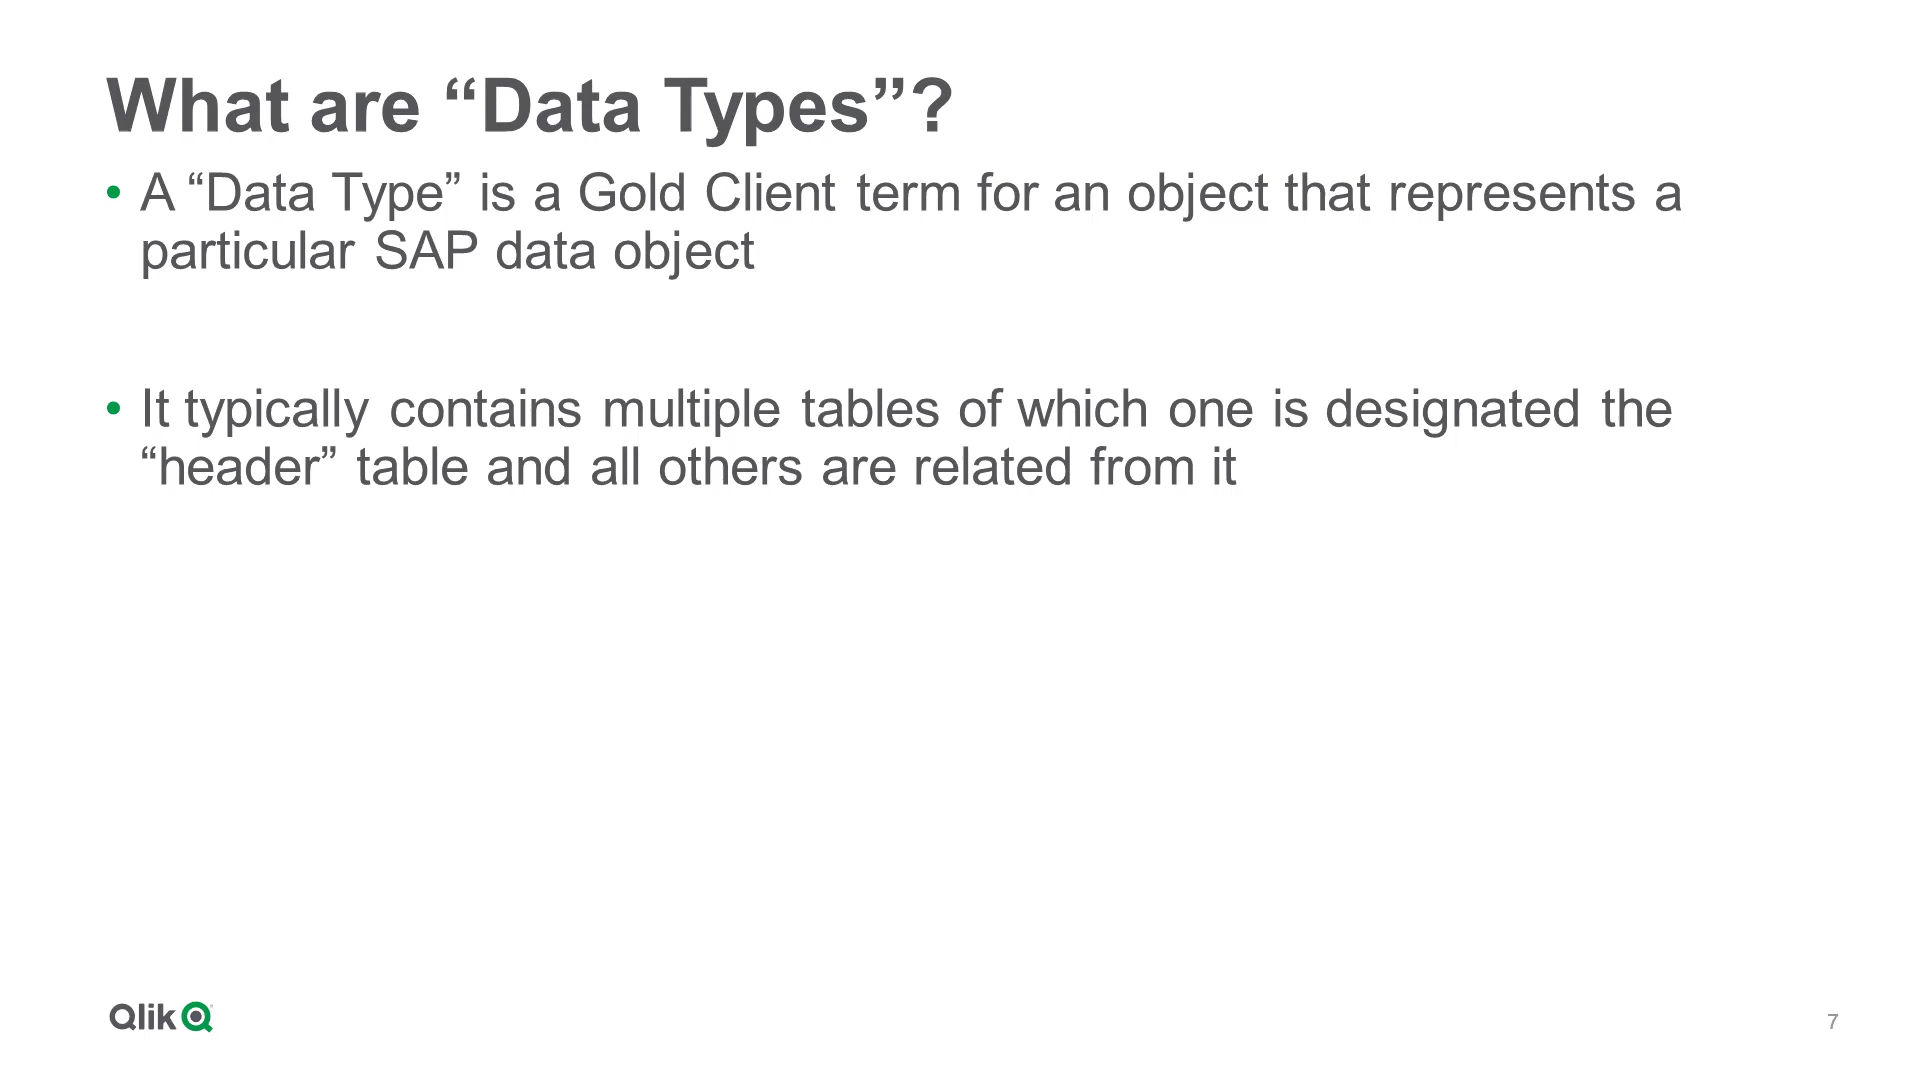 What are “Data Types”?
• A “Data Type” is a Gold Client term for an object that represents a
particular SAP data object
• It typically contains multiple tables of which one is designated the
“header” table and all others are related from it
Qlik
7